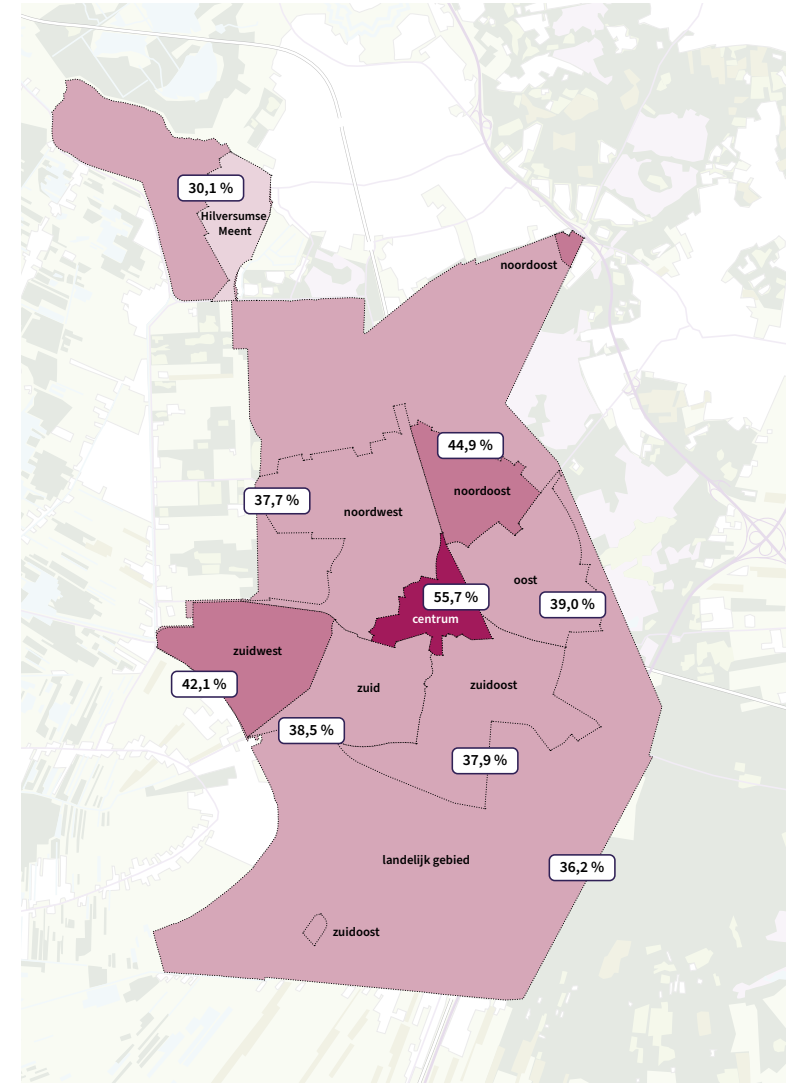 30,1 %
Hilversumse
Meent
noordoost
44,9 %
noordoost
37,7 %
noordwest
oost
55,7 %
39,0 %
centrum
zuidwest
42,1 %
zuid
zuidoost
38,5 %
37,9 %
landelijk gebied
36,2 %
zuidoost